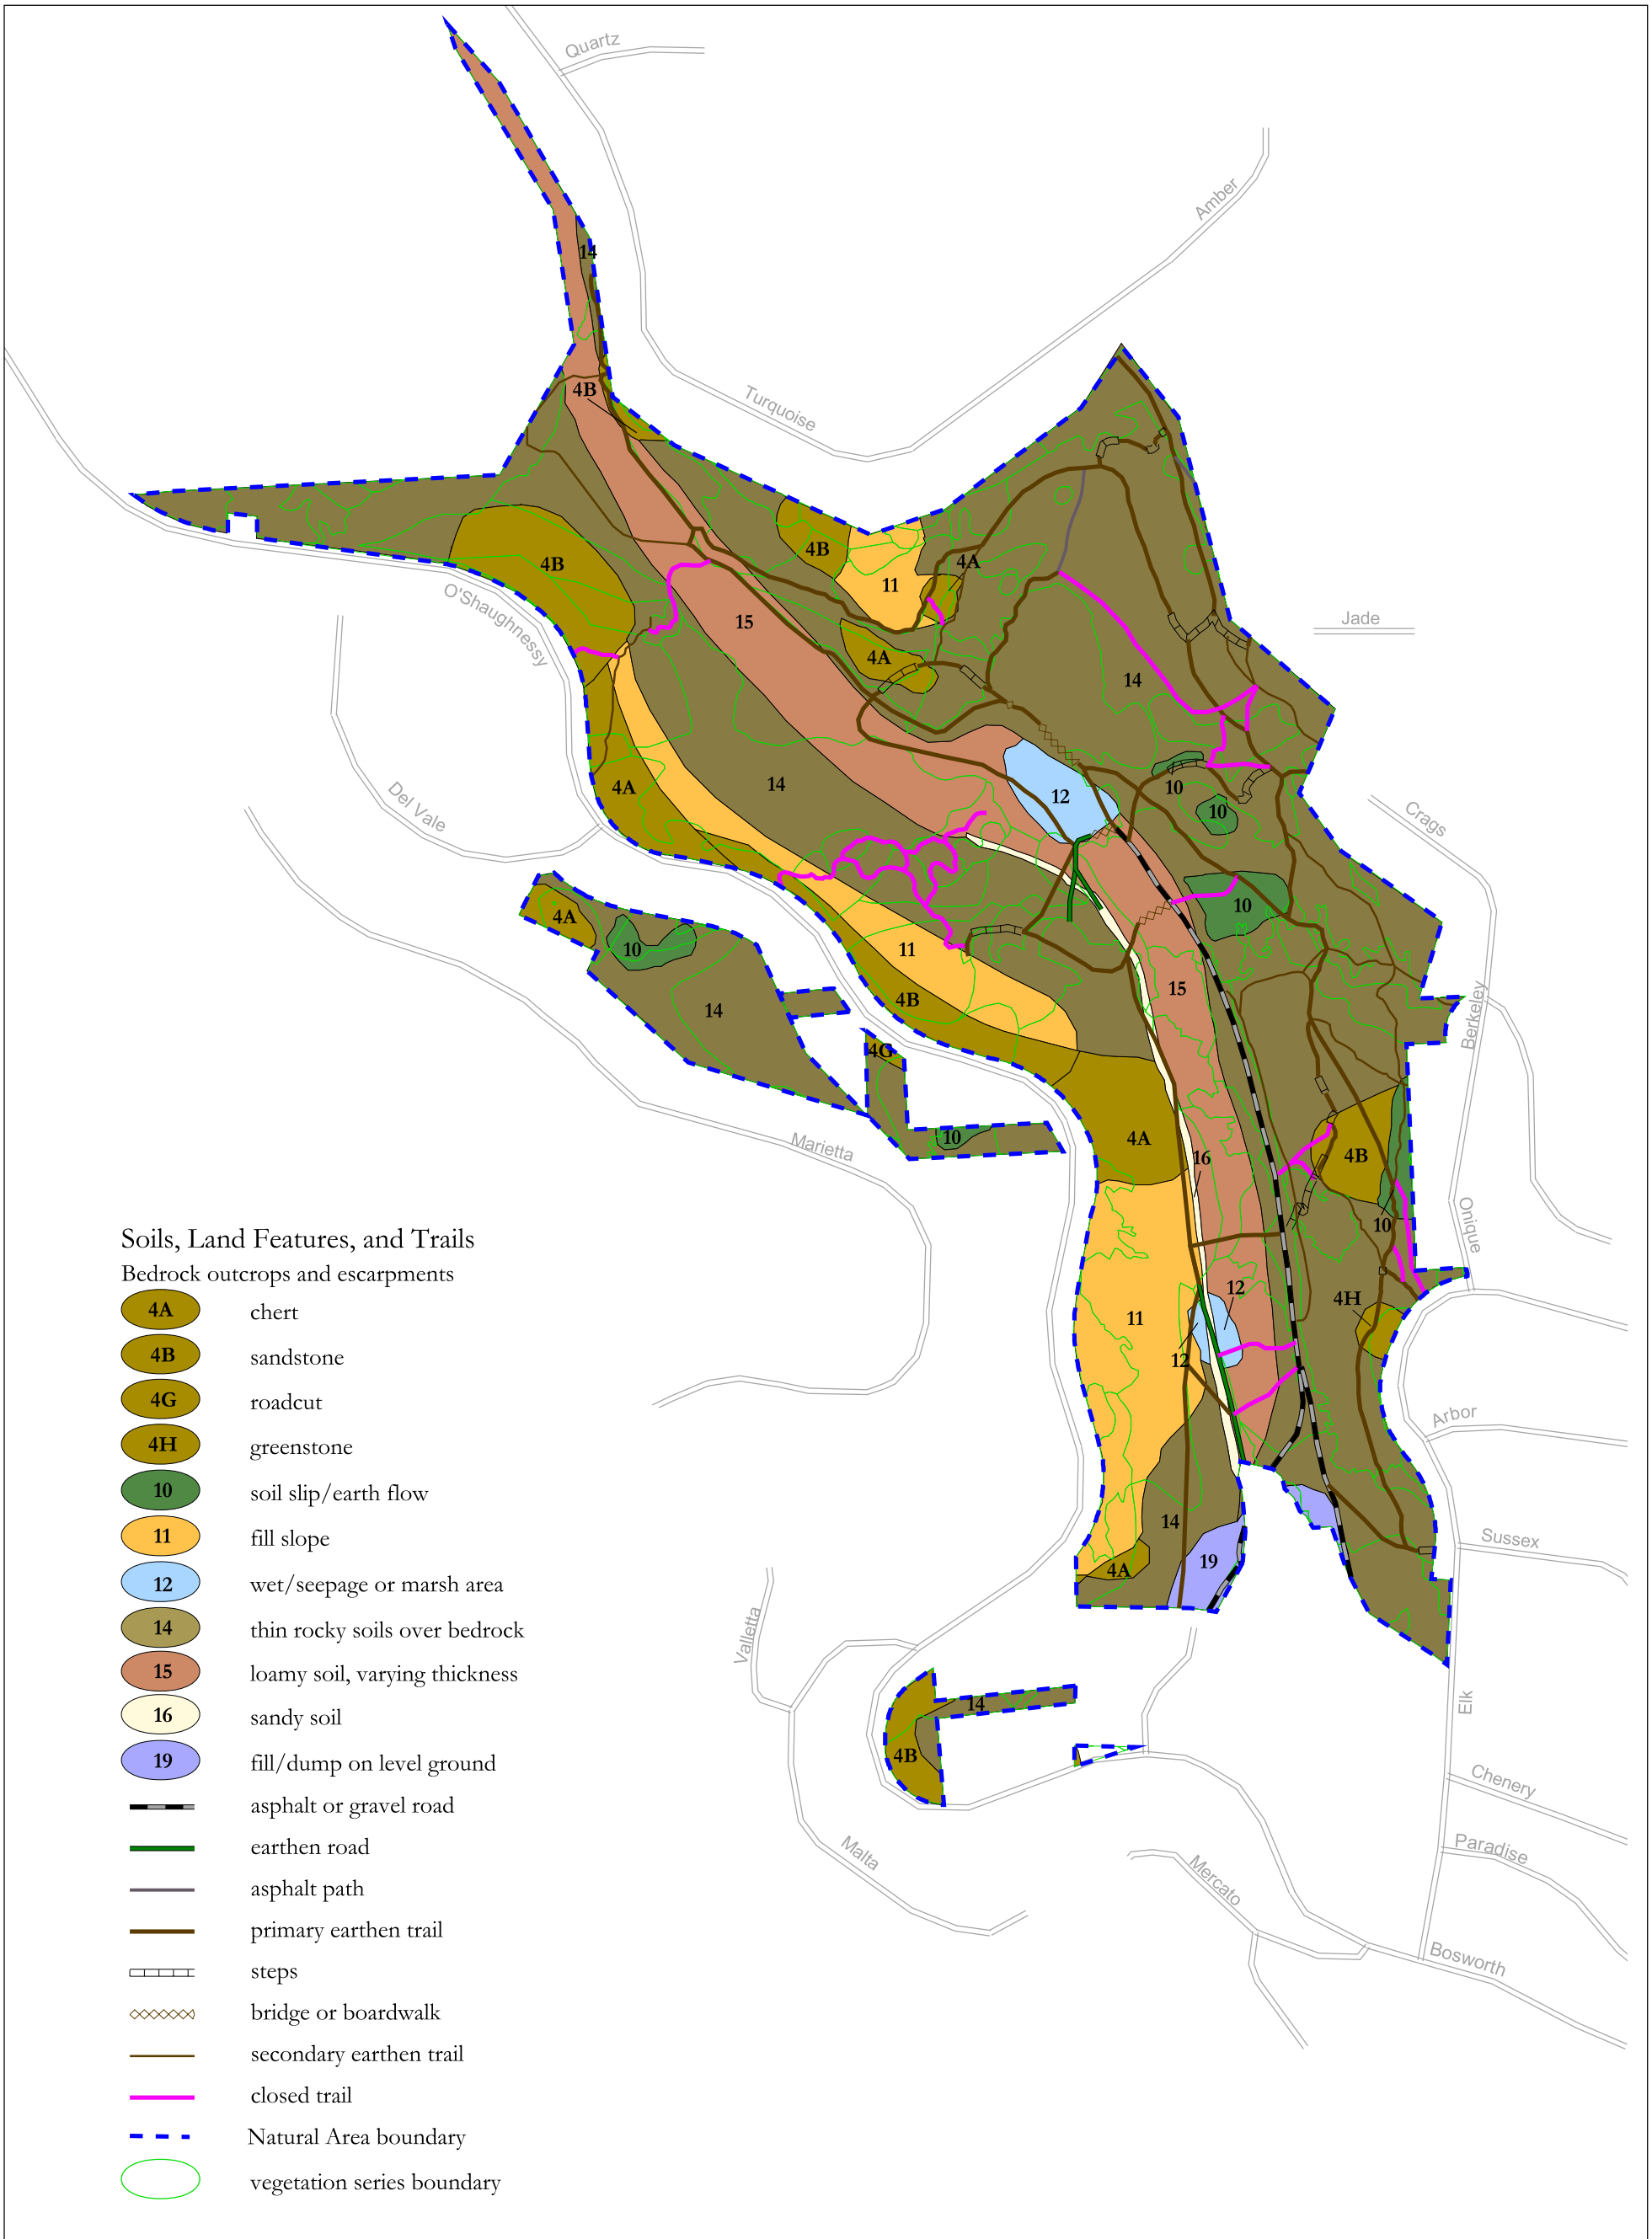 Quartz
Amber
14
4B
Turquoise
4B
4B
11
4A
O'Shaughnessy
15
Jade
4A
14
14
4A
12
10
10
Del Vale
Crags
4A
10
10
11
15
4B
14
Berkeley
4G
10
4A
Marietta
16
4B
10
Onique
12
4H
11
12
Arbor
14
19
4A
Sussex
Valletta
14
4B
Elk
Chenery
Malta
Mercato
Paradise
Bosworth
Soils, Land Features, and Trails
Bedrock outcrops and escarpments
4A chert
4B sandstone
4G roadcut
4H greenstone
10 soil slip/earth flow
11 fill slope
12 wet/seepage or marsh area
14 thin rocky soils over bedrock
15 loamy soil, varying thickness
16 sandy soil
19 fill/dump on level ground
asphalt or gravel road
earthen road
asphalt path
primary earthen trail
steps
bridge or boardwalk
secondary earthen trail
closed trail
Natural Area boundary
vegetation series boundary